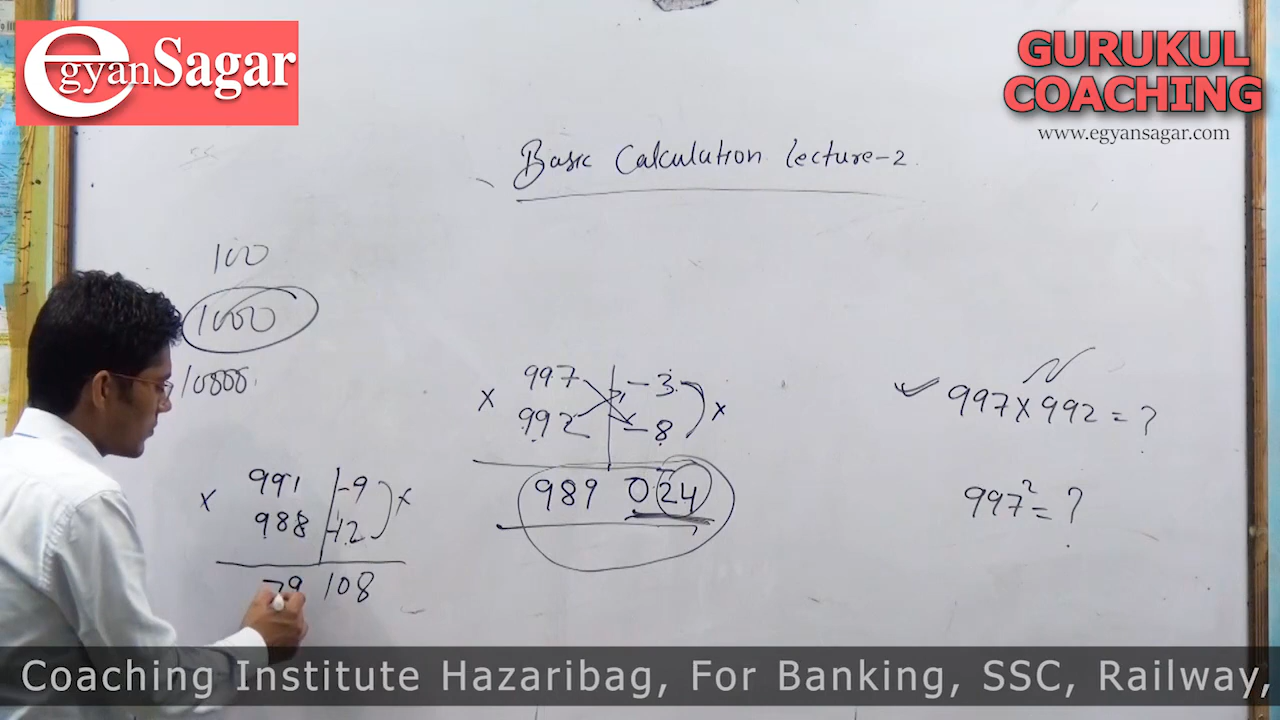 egyanSagar
GURUKUL
COACHING
www.egyansagar.com
Basic Calculation Lecture-2
100
1000
997 -3
× 992 -8 ×
989 024
997×992=?
997²=?
991 -9
× 988 -12 ×
79 108
Coaching Institute Hazaribag, For Banking, SSC, Railway,